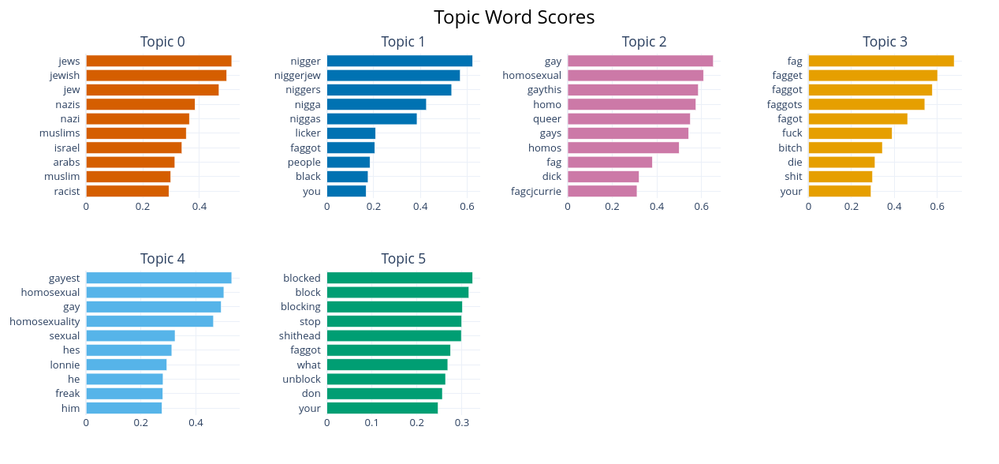 Topic Word Scores
Topic 0
jews
jewish
jew
nazis
nazi
muslims
israel
arabs
muslim
racist
0 0.2 0.4
Topic 1
nigger
niggerjew
niggers
nigga
niggas
licker
faggot
people
black
you
0 0.2 0.4 0.6
Topic 2
gay
homosexual
gaythis
homo
queer
gays
homos
fag
dick
fagcjcurrie
0 0.2 0.4 0.6
Topic 3
fag
fagget
faggot
faggots
fagot
fuck
bitch
die
shit
your
0 0.2 0.4 0.6
Topic 4
gayest
homosexual
gay
homosexuality
sexual
hes
lonnie
he
freak
him
0 0.2 0.4
Topic 5
blocked
block
blocking
stop
shithead
faggot
what
unblock
don
your
0 0.1 0.2 0.3